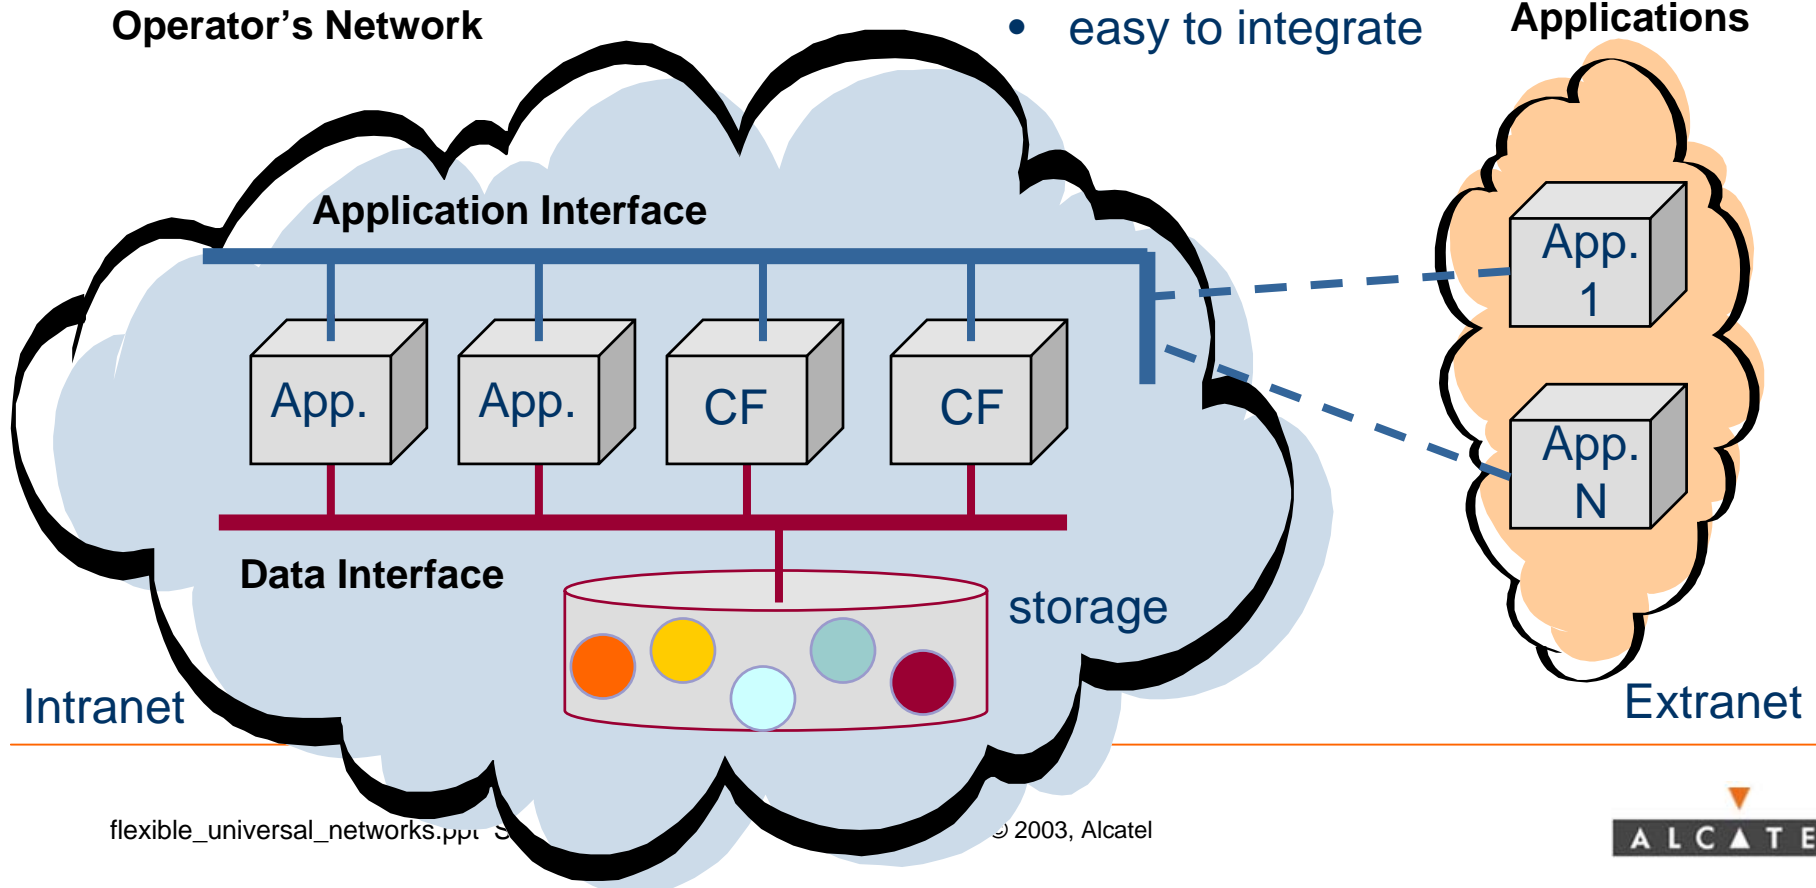 Operator’s Network
• easy to integrate
Applications
Application Interface
App.
1
App.
App.
CF
CF
App.
N
Data Interface
storage
Intranet
Extranet
flexible_universal_networks.ppt
© 2003, Alcatel
ALCATE